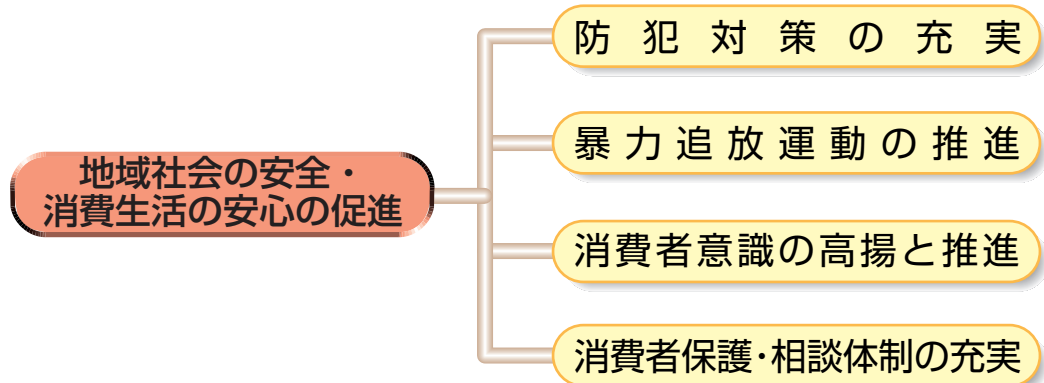 地域社会の安全・
消費生活の安心の促進
防犯対策の充実
暴力追放運動の推進
消費者意識の高揚と推進
消費者保護・相談体制の充実